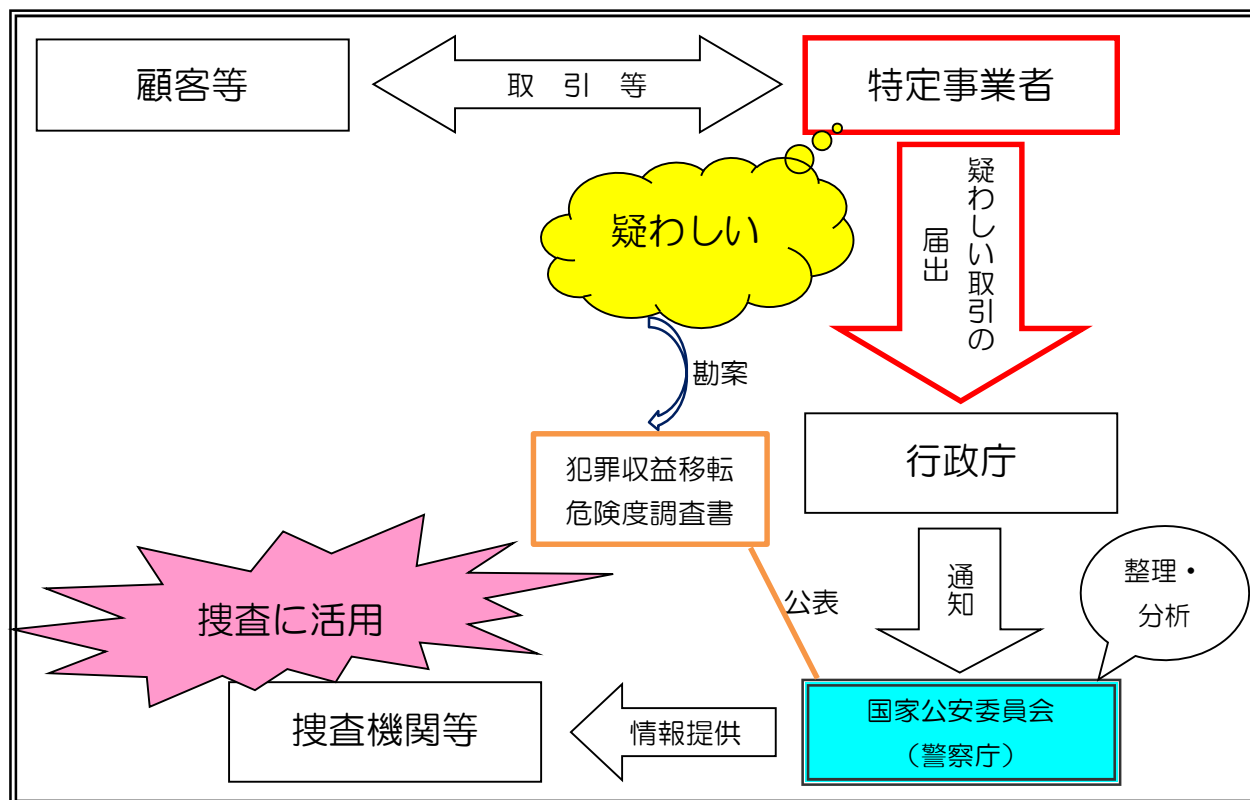 顧客等
取引等
特定事業者
疑わしい
疑わしい取引の
届出
勘案
犯罪収益移転
危険度調査書
行政庁
通知
整理・
分析
公表
捜査に活用
国家公安委員会
（警察庁）
情報提供
捜査機関等